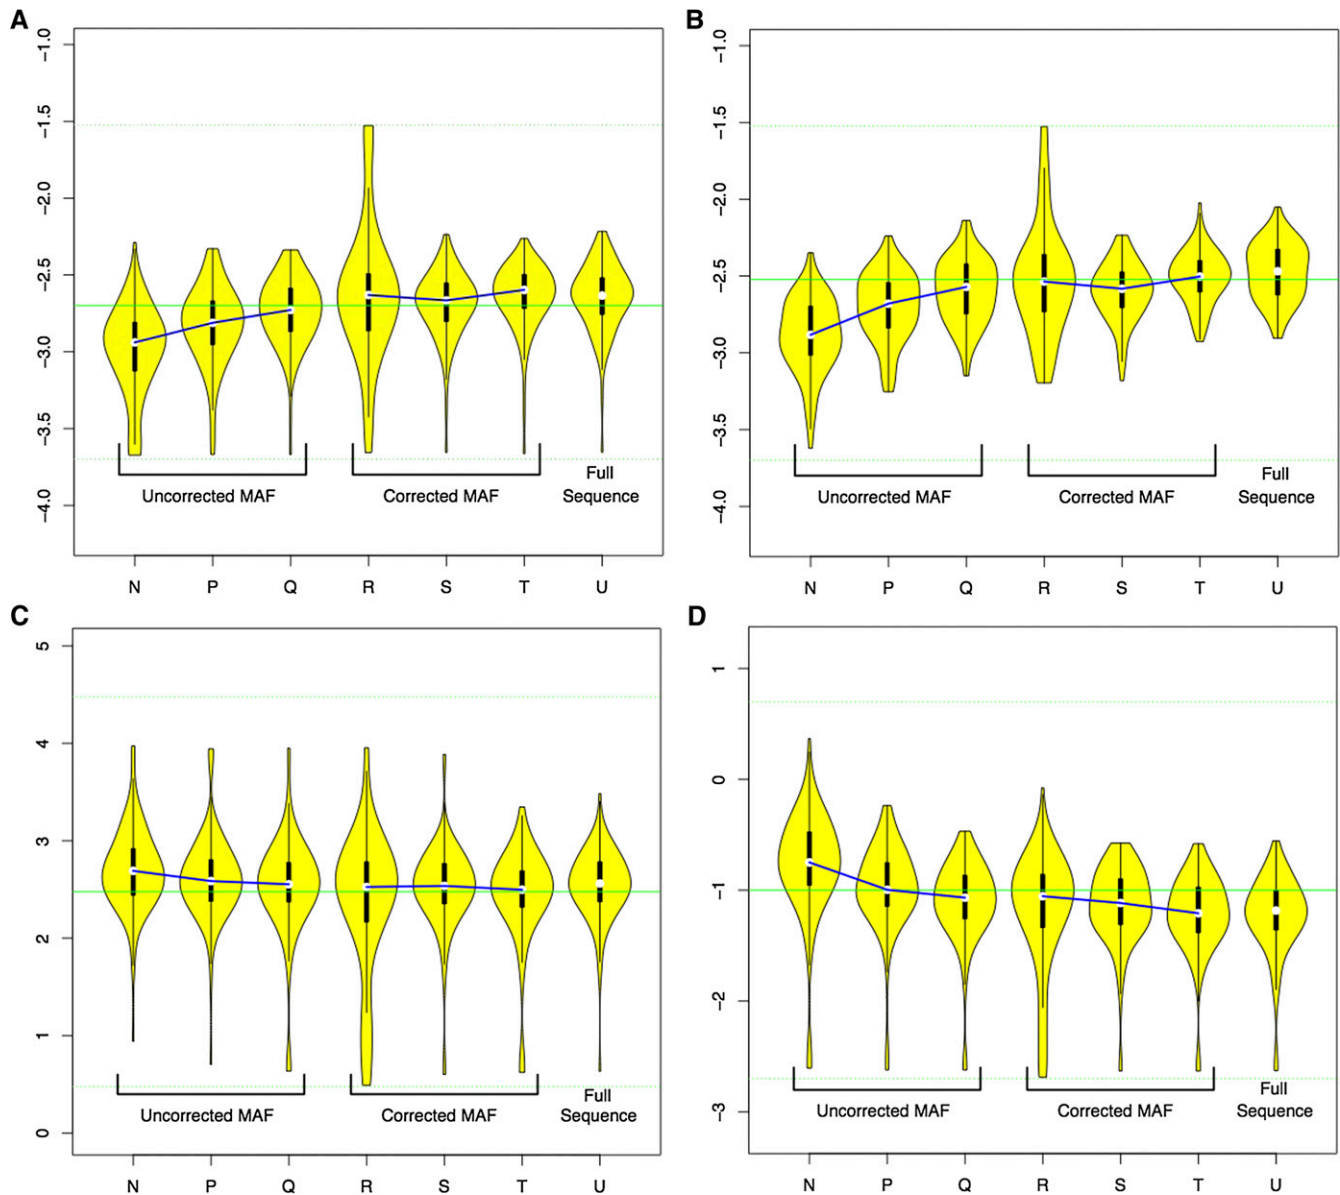 A
−1.0
−1.5
−2.0
−2.5
−3.0
−3.5
−4.0
Uncorrected MAF
Corrected MAF
Full
Sequence
N P Q R S T U
B
−1.0
−1.5
−2.0
−2.5
−3.0
−3.5
−4.0
Uncorrected MAF
Corrected MAF
Full
Sequence
N P Q R S T U
C
5
4
3
2
1
0
Uncorrected MAF
Corrected MAF
Full
Sequence
N P Q R S T U
D
1
0
−1
−2
−3
Uncorrected MAF
Corrected MAF
Full
Sequence
N P Q R S T U